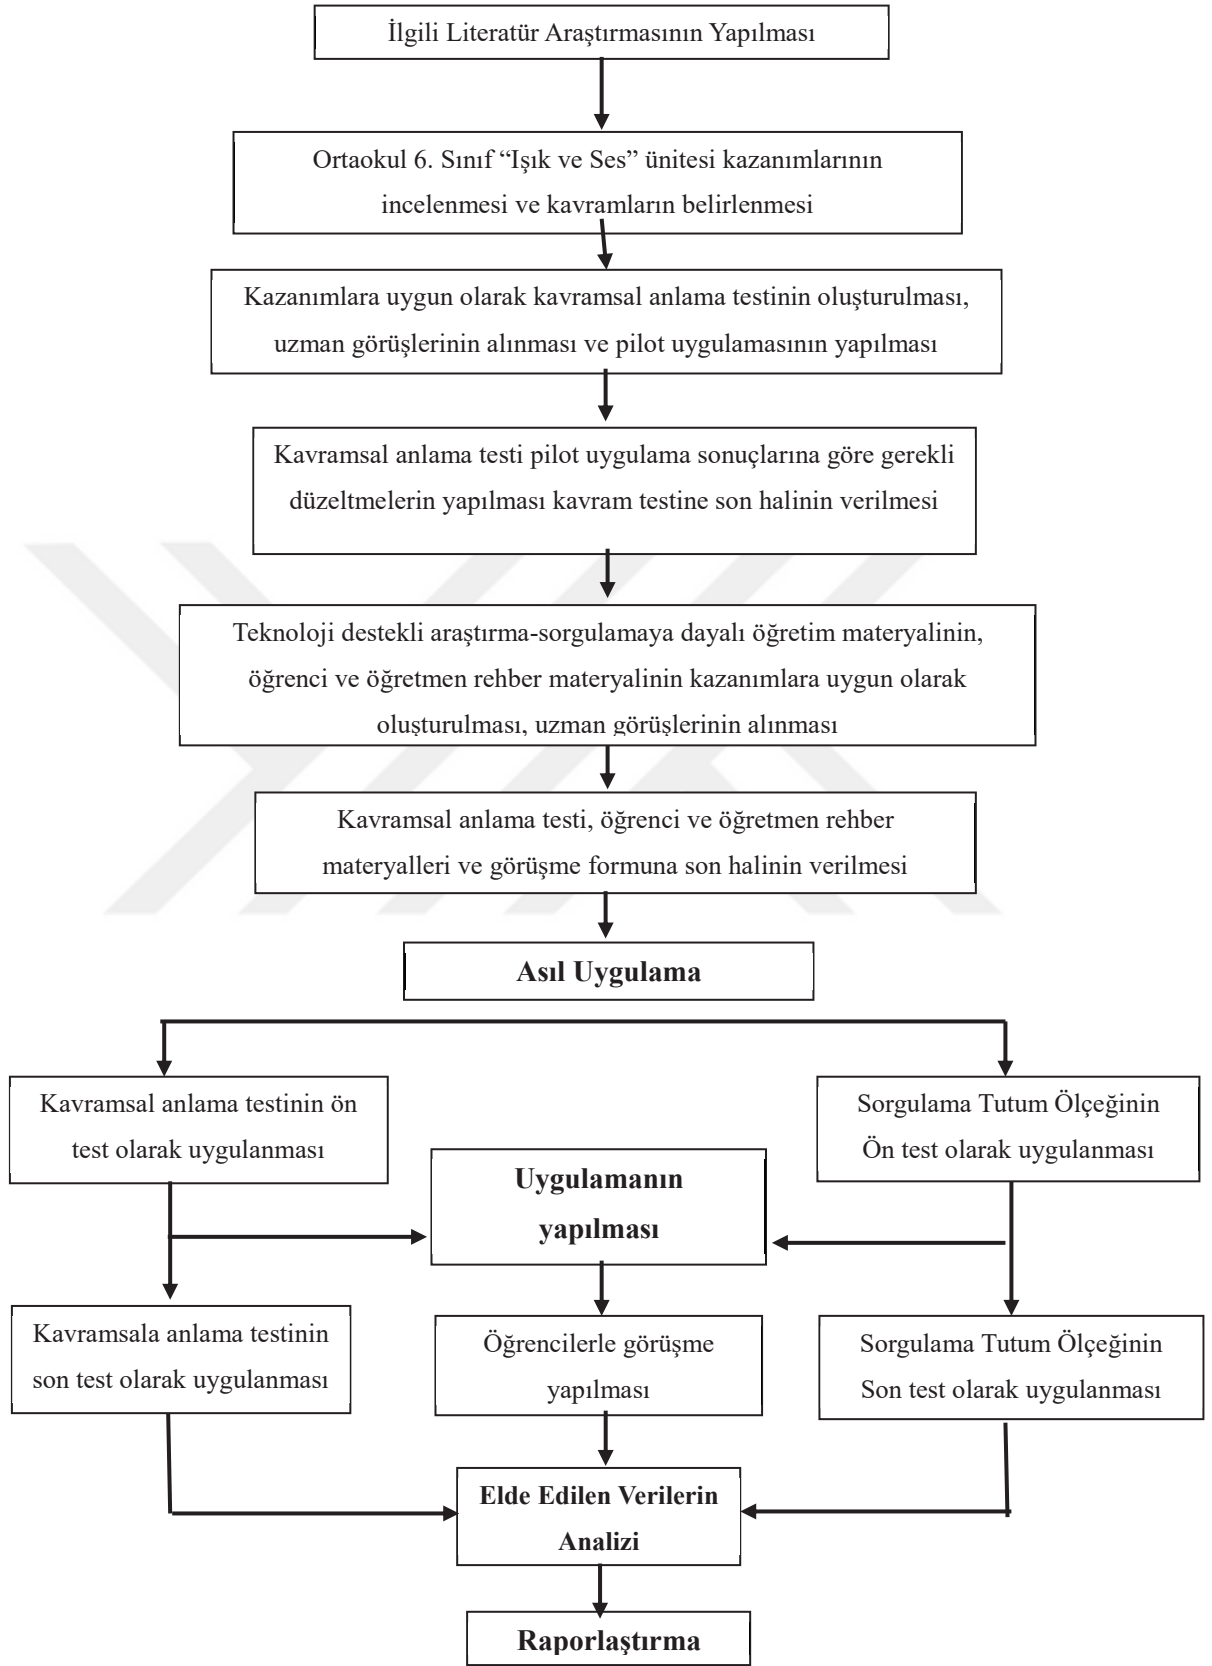 İlgili Literatür Araştırmasının Yapılması
Ortaokul 6. Sınıf “Işık ve Ses” ünitesi kazanımlarının
incelenmesi ve kavramların belirlenmesi
Kazanımlara uygun olarak kavramsal anlama testinin oluşturulması,
uzman görüşlerinin alınması ve pilot uygulamasının yapılması
Kavramsal anlama testi pilot uygulama sonuçlarına göre gerekli
düzeltmelerin yapılması kavram testine son halinin verilmesi
Teknoloji destekli araştırma-sorgulamaya dayalı öğretim materyalinin,
öğrenci ve öğretmen rehber materyalinin kazanımlara uygun olarak
oluşturulması, uzman görüşlerinin alınması
Kavramsal anlama testi, öğrenci ve öğretmen rehber
materyalleri ve görüşme formuna son halinin verilmesi
Asıl Uygulama
Kavramsal anlama testinin ön
test olarak uygulanması
Sorgulama Tutum Ölçeğinin
Ön test olarak uygulanması
Uygulamanın
yapılması
Kavramsala anlama testinin
son test olarak uygulanması
Öğrencilerle görüşme
yapılması
Sorgulama Tutum Ölçeğinin
Son test olarak uygulanması
Elde Edilen Verilerin
Analizi
Raporlaştırma